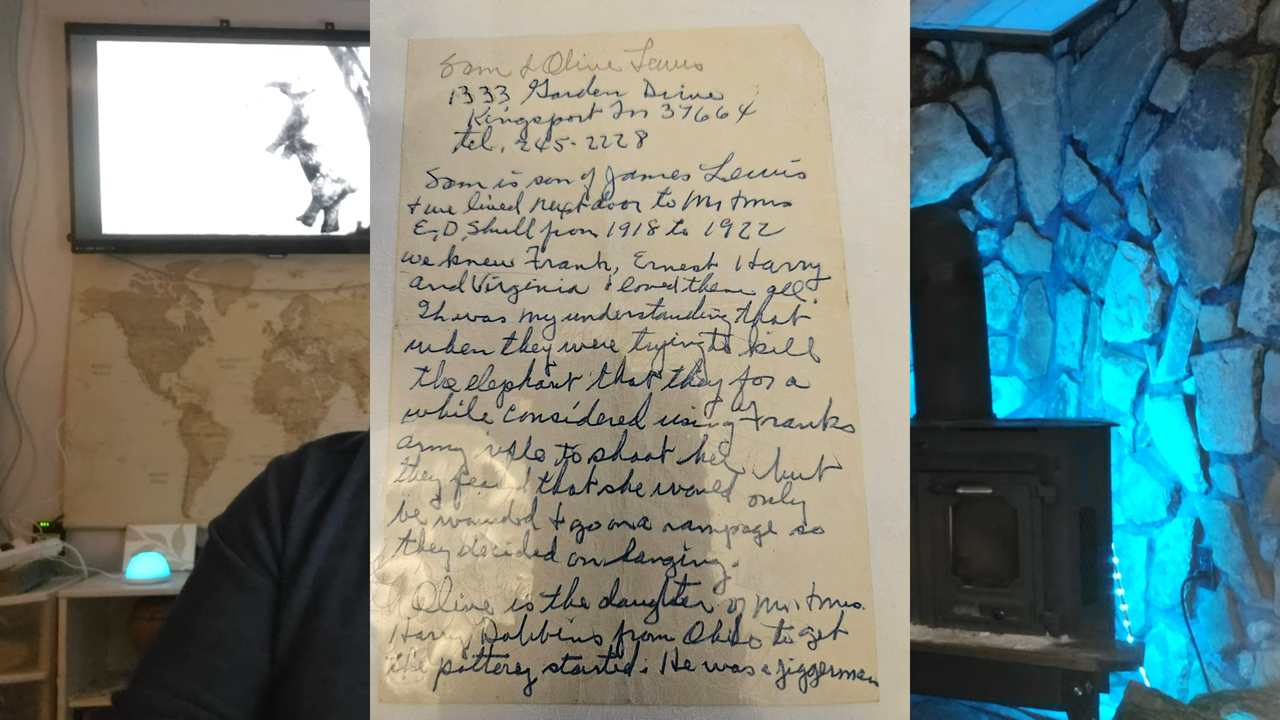 Sam & Olive Lewis
1333 Garden Drive
Kingsport Tn 37664
tel. 245-2228
Sam is son of James Lewis
+ we lived next door to Mr + Mrs
E. D. Shull from 1918 to 1922
we knew Frank, Ernest Harry
and Virginia & loved them all
It was my understanding that
when they were trying to kill
the elephant that they for a
while considered using Franks
army rifle to shoot her but
they feared that she would only
be wounded + go on a rampage so
they decided on hanging.
Olive is the daughter of Mr + Mrs.
Harry Dobbins from Ohio to get
the pottery started. He was a jiggerman